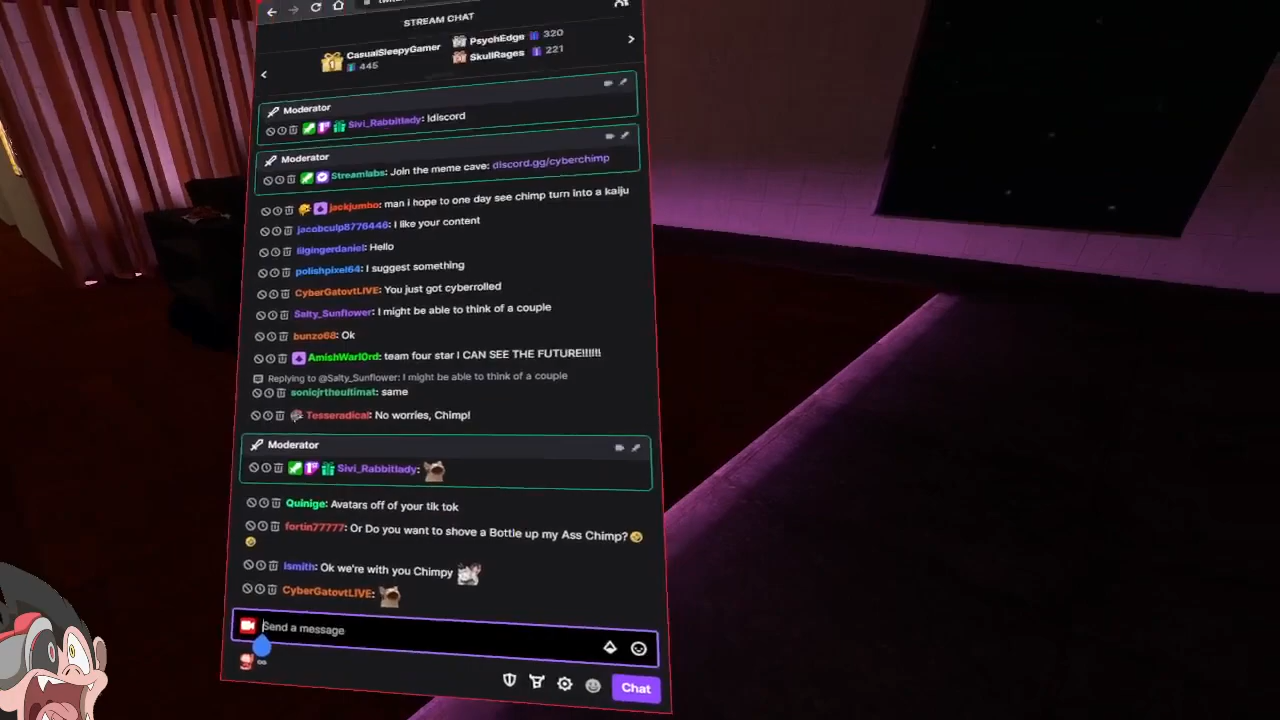 STREAM CHAT
CasualSleepyGamer
445
PsychEdge 320
SkullRages 221
Moderator
Sivi_Rabbitlady: !discord
Moderator
Streamlabs: Join the meme cave: discord.gg/cyberchimp
jackjumbo: man i hope to one day see chimp turn into a kaiju
jacobculp8776446: I like your content
lilgingerdaniel: Hello
polishpixel64: I suggest something
CyberGatovtLIVE: You just got cyberrolled
Salty_Sunflower: I might be able to think of a couple
bunzo68: Ok
AmishWarl0rd: team four star I CAN SEE THE FUTURE!!!!!!
Replying to @Salty_Sunflower: I might be able to think of a couple
sonicjrtheultimat: same
Tesseradical: No worries, Chimp!
Moderator
Sivi_Rabbitlady:
Quinige: Avatars off of your tik tok
fortin77777: Or Do you want to shove a Bottle up my Ass Chimp?
ismith: Ok we're with you Chimpy
CyberGatovtLIVE:
Send a message
Chat